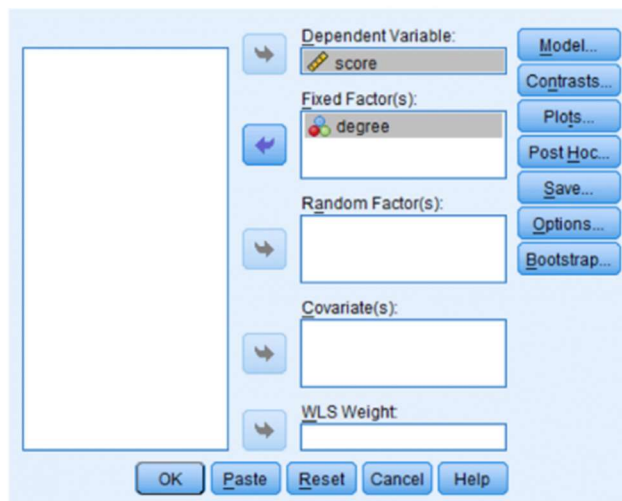 Dependent Variable:
score
Fixed Factor(s):
degree
Random Factor(s):
Covariate(s):
WLS Weight:
Model...
Contrasts...
Plots...
Post Hoc...
Save...
Options...
Bootstrap...
OK Paste Reset Cancel Help